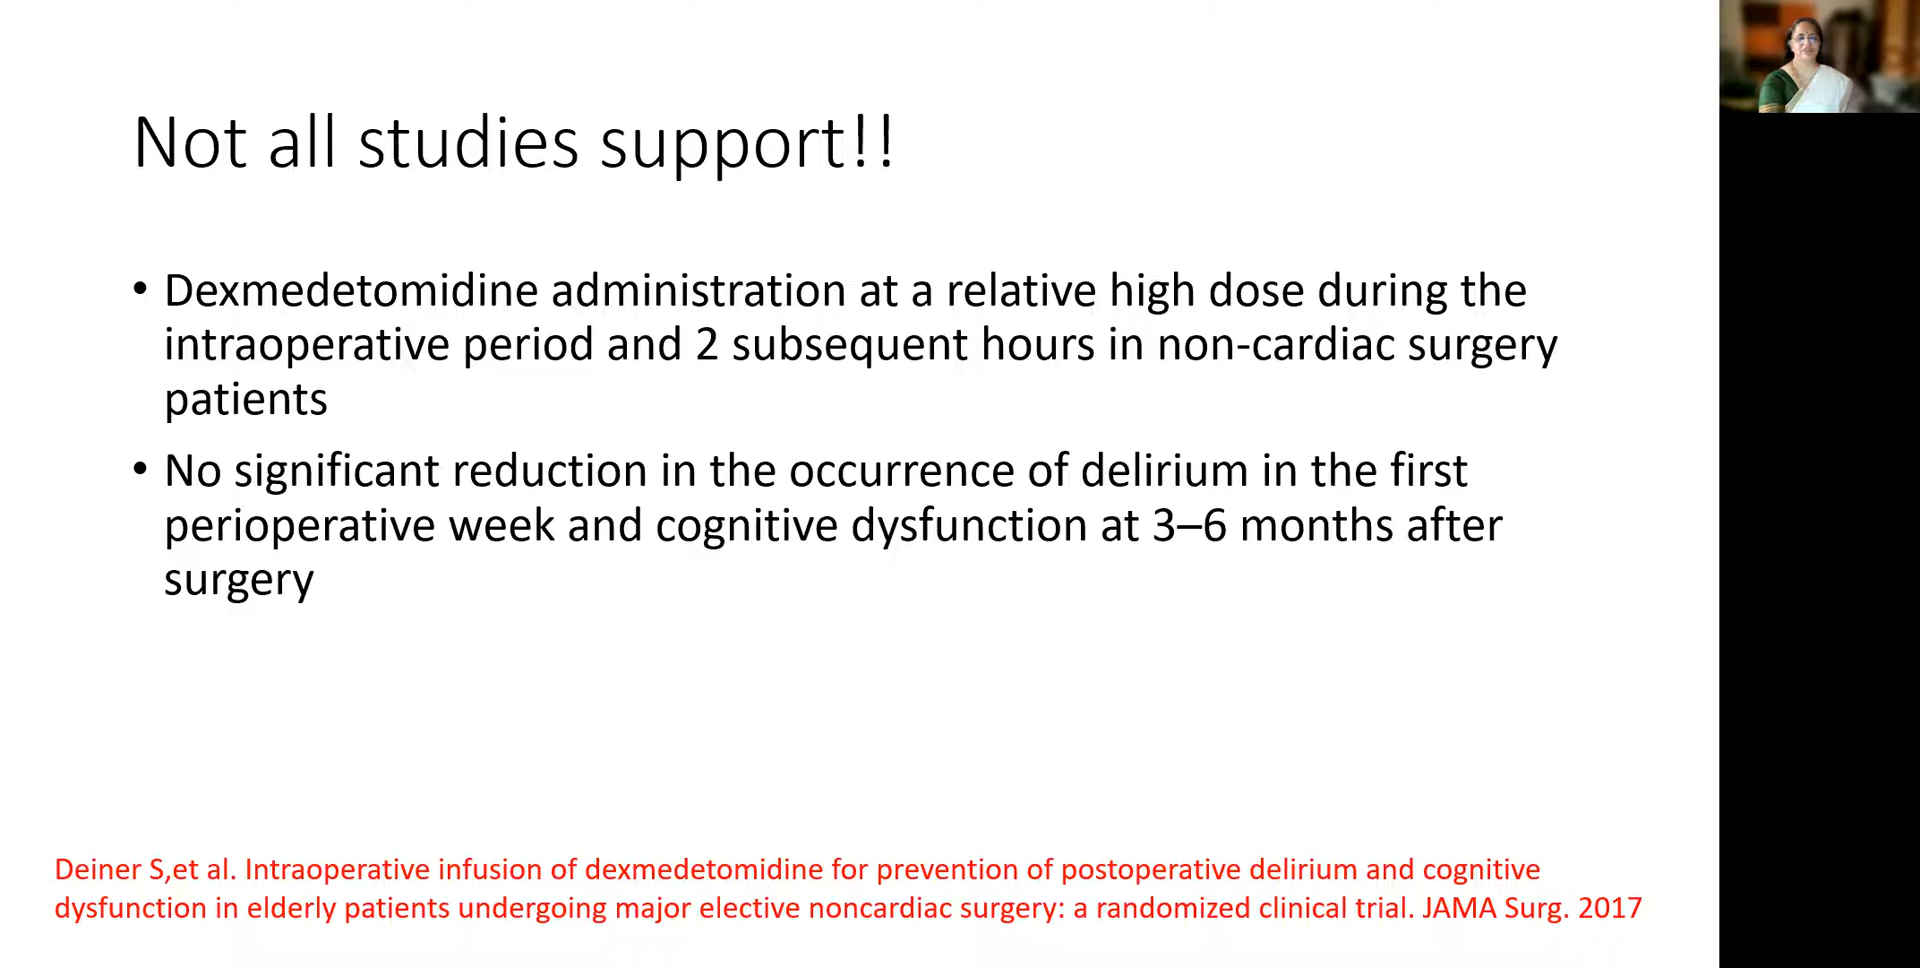 Not all studies support!!
• Dexmedetomidine administration at a relative high dose during the
intraoperative period and 2 subsequent hours in non-cardiac surgery
patients
• No significant reduction in the occurrence of delirium in the first
perioperative week and cognitive dysfunction at 3–6 months after
surgery
Deiner S,et al. Intraoperative infusion of dexmedetomidine for prevention of postoperative delirium and cognitive
dysfunction in elderly patients undergoing major elective noncardiac surgery: a randomized clinical trial. JAMA Surg. 2017